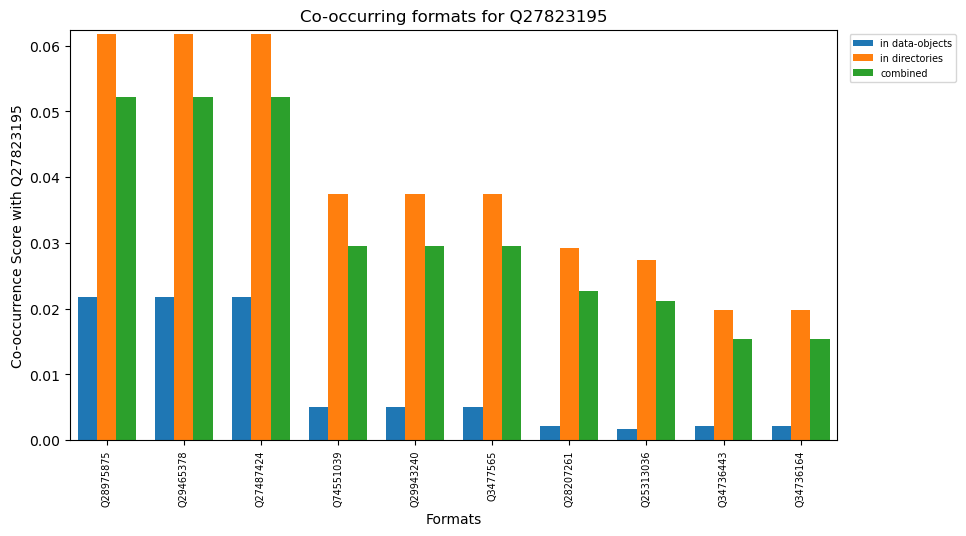 Co-occurring formats for Q27823195
in data-objects
in directories
combined
Co-occurrence Score with Q27823195
0.06
0.05
0.04
0.03
0.02
0.01
0.00
Q28975875
Q29465378
Q27487424
Q74551039
Q29943240
Q3477565
Q28207261
Q25313036
Q34736443
Q34736164
Formats